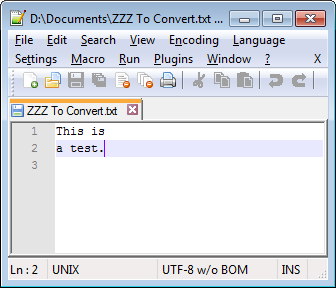 D:\Documents\ZZZ To Convert.txt ...
File Edit Search View Encoding Language
Settings Macro Run Plugins Window ? X
ZZZ To Convert.txt
1 This is
2 a test.
3
Ln : 2 UNIX UTF-8 w/o BOM INS